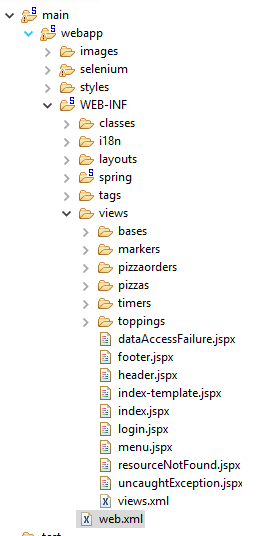 main
webapp
images
selenium
styles
WEB-INF
classes
i18n
layouts
spring
tags
views
bases
markers
pizzaorders
pizzas
timers
toppings
dataAccessFailure.jspx
footer.jspx
header.jspx
index-template.jspx
index.jspx
login.jspx
menu.jspx
resourceNotFound.jspx
uncaughtException.jspx
views.xml
web.xml